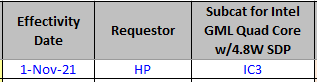 Effectivity Date
Requestor
Subcat for Intel
GML Quad Core
w/4.8W SDP
1-Nov-21
HP
IC3